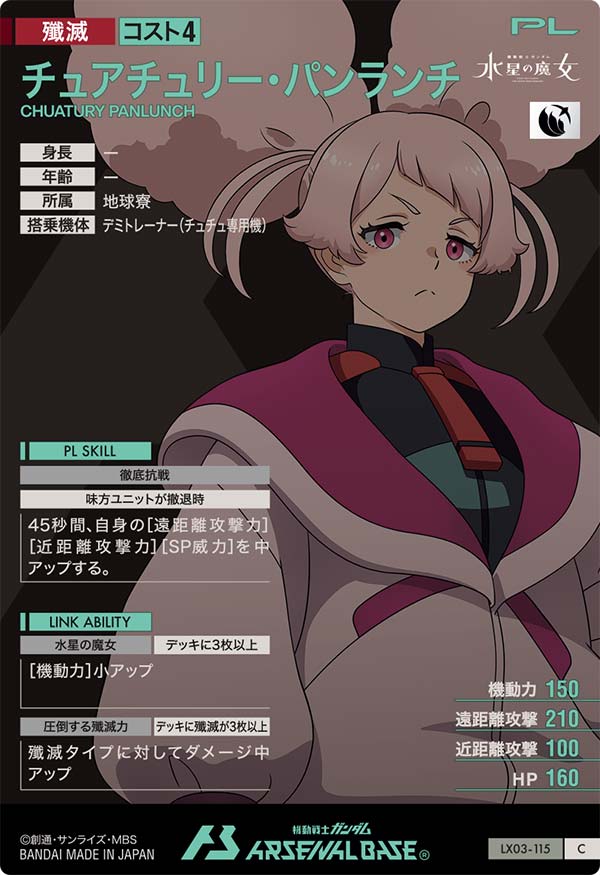 殲滅 コスト4 PL
チュアチュリー・パンランチ
CHUATURY PANLUNCH
水星の魔女
身長 ―
年齢 ―
所属 地球寮
搭乗機体 デミトレーナー(チュチュ専用機)
PL SKILL
徹底抗戦
味方ユニットが撤退時
45秒間、自身の[遠距離攻撃力]
[近距離攻撃力][SP威力]を中
アップする。
LINK ABILITY
水星の魔女 デッキに3枚以上
[機動力]小アップ
圧倒する殲滅力 デッキに殲滅が3枚以上
殲滅タイプに対してダメージ中
アップ
機動力 150
遠距離攻撃 210
近距離攻撃 100
HP 160
©創通・サンライズ・MBS
BANDAI MADE IN JAPAN
機動戦士ガンダム
ARSENAL BASE®
LX03-115 C